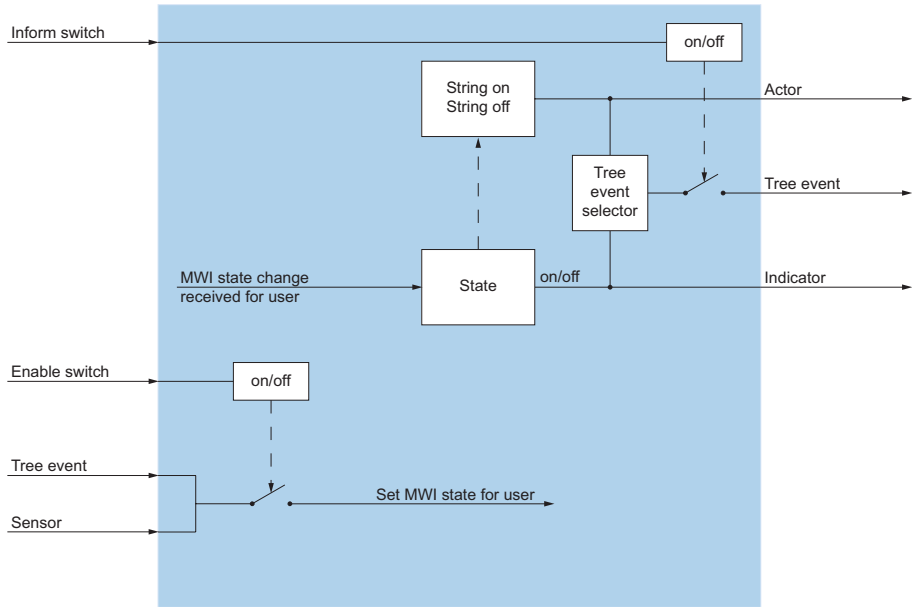 Inform switch
on/off
String on
String off
Actor
Tree
event
selector
Tree event
MWI state change
received for user
State
on/off
Indicator
Enable switch
on/off
Tree event
Set MWI state for user
Sensor